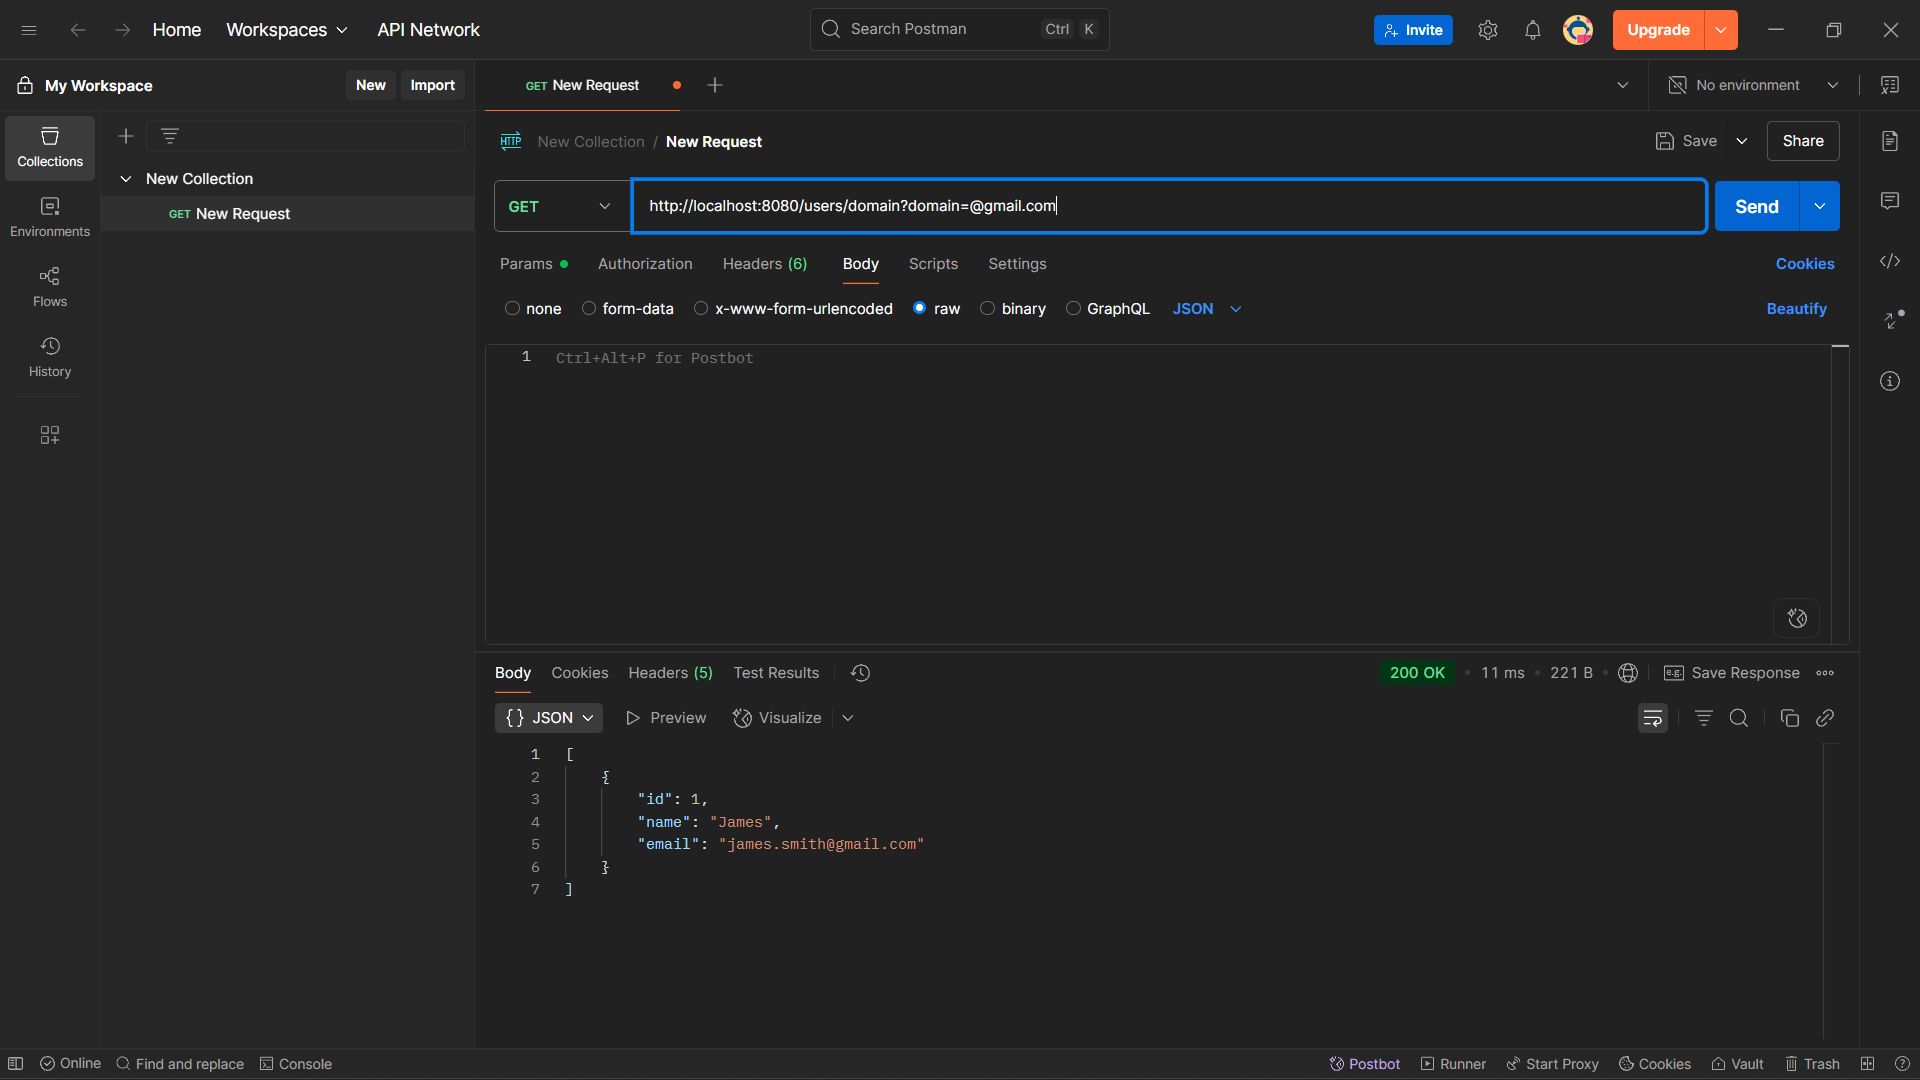 Home Workspaces API Network Search Postman Ctrl K Invite Upgrade
My Workspace New Import GET New Request No environment
HTTP New Collection / New Request Save Share
Collections
Environments
Flows
History
New Collection
GET New Request
GET http://localhost:8080/users/domain?domain=@gmail.com Send
Params Authorization Headers (6) Body Scripts Settings Cookies
none form-data x-www-form-urlencoded raw binary GraphQL JSON Beautify
1 Ctrl+Alt+P for Postbot
Body Cookies Headers (5) Test Results 200 OK • 11 ms • 221 B e.g. Save Response
{} JSON Preview Visualize
1 [
2 {
3 "id": 1,
4 "name": "James",
5 "email": "james.smith@gmail.com"
6 }
7 ]
Online Find and replace Console Postbot Runner Start Proxy Cookies Vault Trash